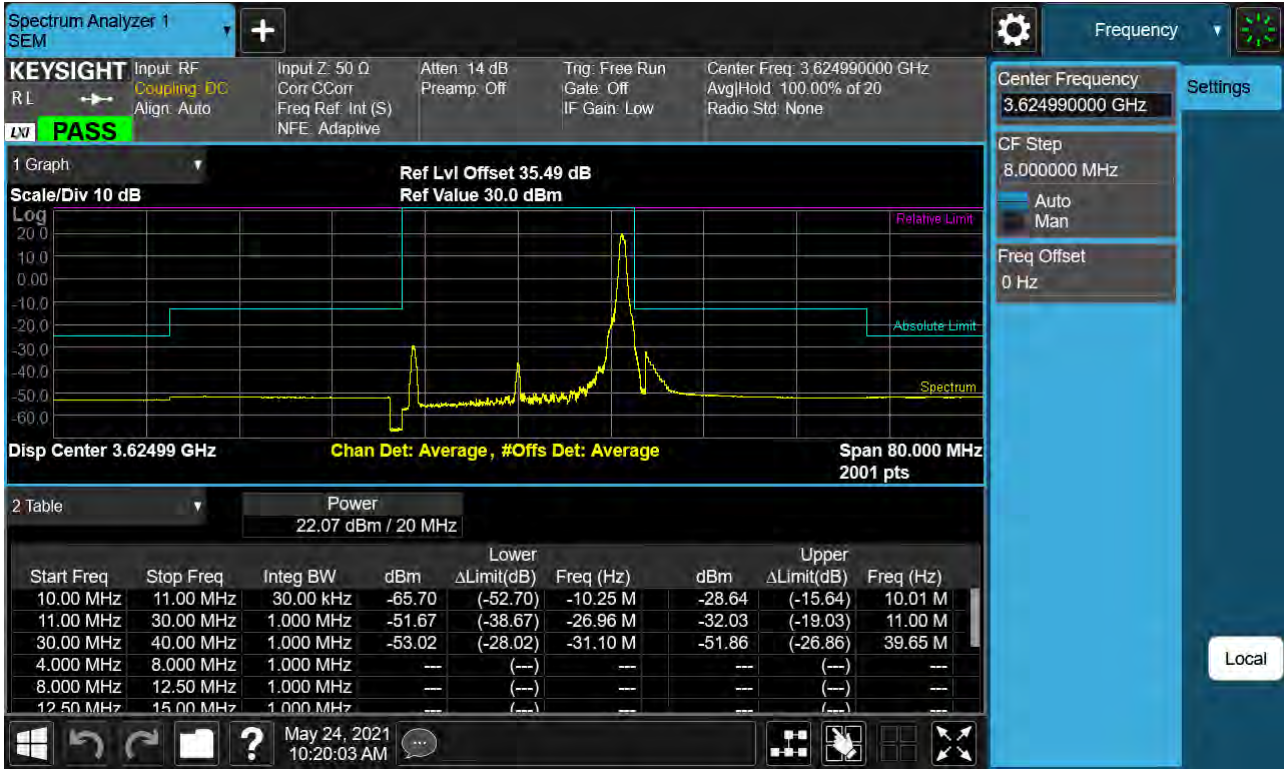 Spectrum Analyzer 1
SEM
+
Frequency
KEYSIGHT
Input: RF
Input Z: 50 Ω
Atten: 14 dB
Trig: Free Run
Center Freq: 3.624990000 GHz
R L
Coupling: DC
Corr CCorr
Preamp: Off
Gate: Off
Avg|Hold: 100.00% of 20
Align: Auto
Freq Ref: Int (S)
IF Gain: Low
Radio Std: None
NFE: Adaptive
LXI
PASS
Center Frequency
3.624990000 GHz
Settings
CF Step
8.000000 MHz
Auto
Man
Freq Offset
0 Hz
Local
1 Graph
Ref Lvl Offset 35.49 dB
Scale/Div 10 dB
Ref Value 30.0 dBm
Log
Relative Limit
20.0
10.0
0.00
-10.0
-20.0
Absolute Limit
-30.0
-40.0
-50.0
Spectrum
-60.0
Disp Center 3.62499 GHz
Chan Det: Average, #Offs Det: Average
Span 80.000 MHz
2001 pts
2 Table
Power
22.07 dBm / 20 MHz
Lower Upper
Start Freq Stop Freq Integ BW dBm ΔLimit(dB) Freq (Hz) dBm ΔLimit(dB) Freq (Hz)
10.00 MHz 11.00 MHz 30.00 kHz -65.70 (-52.70) -10.25 M -28.64 (-15.64) 10.01 M
11.00 MHz 30.00 MHz 1.000 MHz -51.67 (-38.67) -26.96 M -32.03 (-19.03) 11.00 M
30.00 MHz 40.00 MHz 1.000 MHz -53.02 (-28.02) -31.10 M -51.86 (-26.86) 39.65 M
4.000 MHz 8.000 MHz 1.000 MHz --- (---) --- --- (---) ---
8.000 MHz 12.50 MHz 1.000 MHz --- (---) --- --- (---) ---
12.50 MHz 15.00 MHz 1.000 MHz --- (---) --- --- (---) ---
?
May 24, 2021
10:20:03 AM